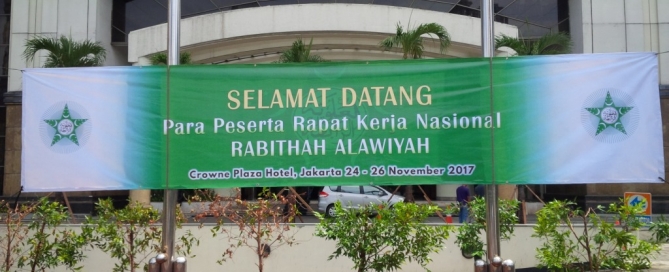 SELAMAT DATANG
Para Peserta Rapat Kerja Nasional
RABITHAH ALAWIYAH
Crowne Plaza Hotel, Jakarta 24 - 26 November 2017